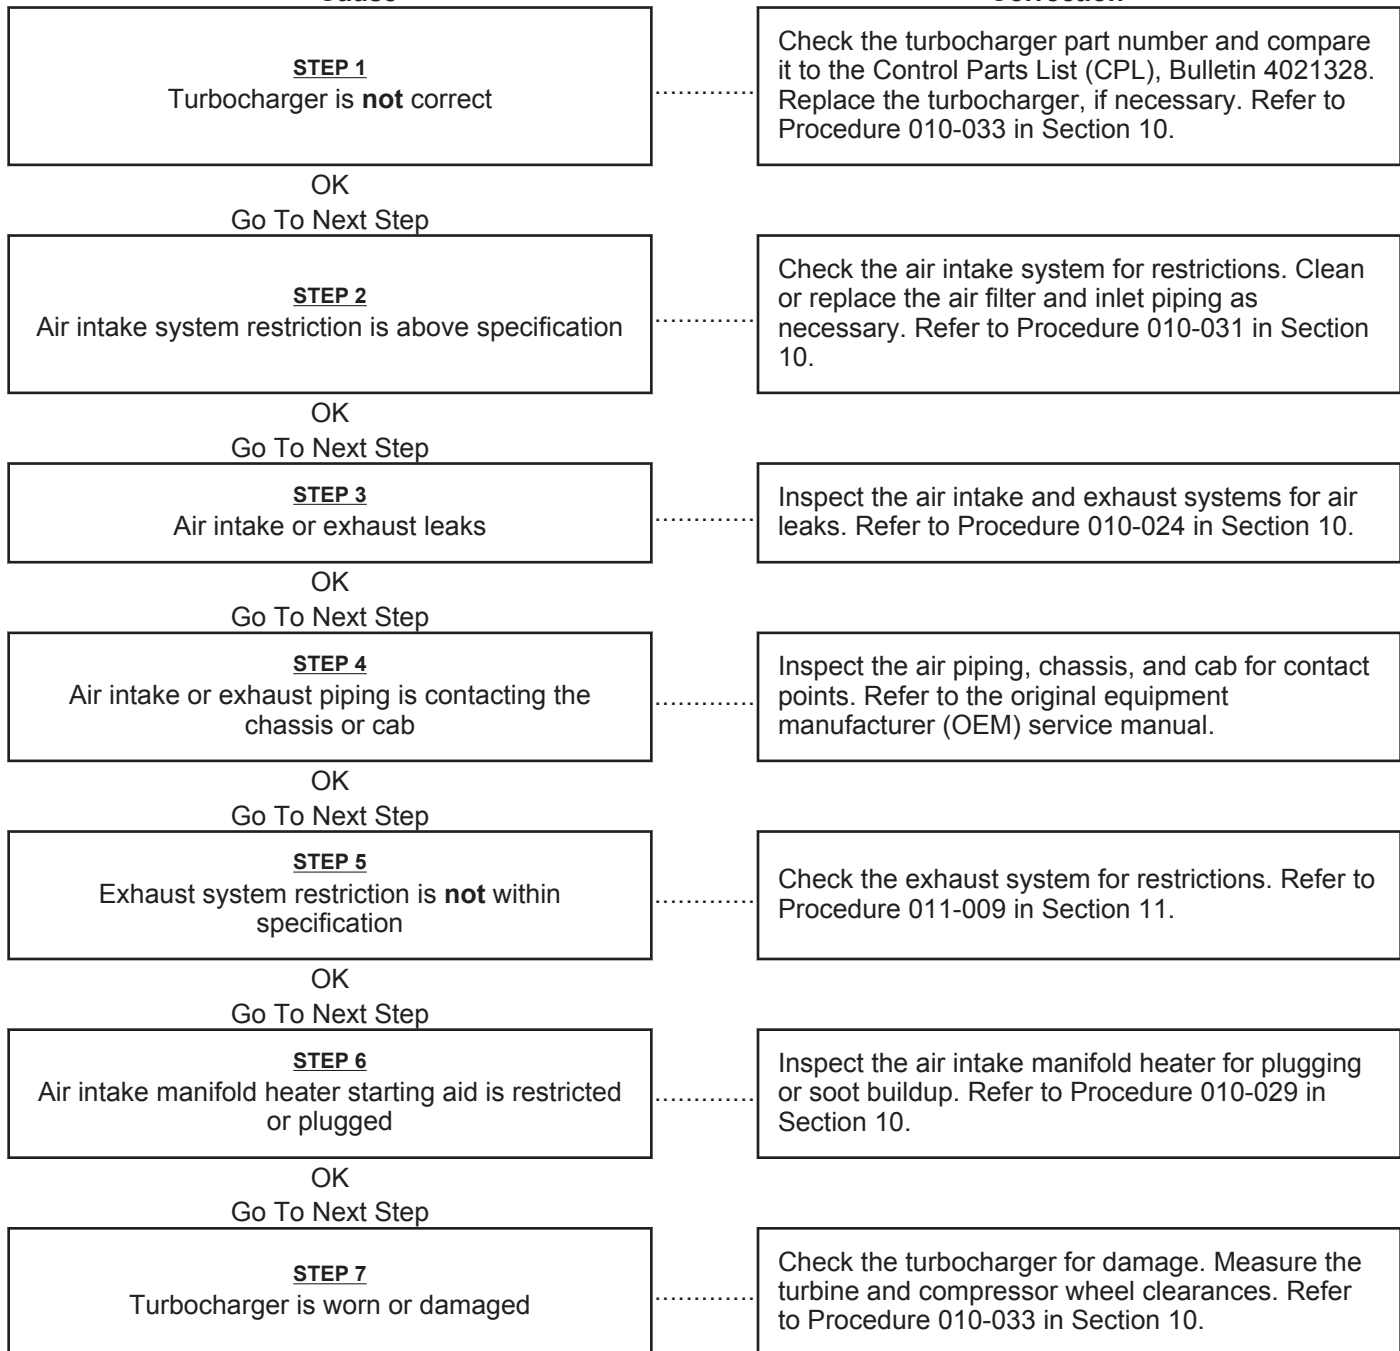 Cause
Correction
STEP 1
Turbocharger is not correct
.............
Check the turbocharger part number and compare
it to the Control Parts List (CPL), Bulletin 4021328.
Replace the turbocharger, if necessary. Refer to
Procedure 010-033 in Section 10.
OK
Go To Next Step
STEP 2
Air intake system restriction is above specification
.............
Check the air intake system for restrictions. Clean
or replace the air filter and inlet piping as
necessary. Refer to Procedure 010-031 in Section
10.
OK
Go To Next Step
STEP 3
Air intake or exhaust leaks
.............
Inspect the air intake and exhaust systems for air
leaks. Refer to Procedure 010-024 in Section 10.
OK
Go To Next Step
STEP 4
Air intake or exhaust piping is contacting the
chassis or cab
.............
Inspect the air piping, chassis, and cab for contact
points. Refer to the original equipment
manufacturer (OEM) service manual.
OK
Go To Next Step
STEP 5
Exhaust system restriction is not within
specification
.............
Check the exhaust system for restrictions. Refer to
Procedure 011-009 in Section 11.
OK
Go To Next Step
STEP 6
Air intake manifold heater starting aid is restricted
or plugged
.............
Inspect the air intake manifold heater for plugging
or soot buildup. Refer to Procedure 010-029 in
Section 10.
OK
Go To Next Step
STEP 7
Turbocharger is worn or damaged
.............
Check the turbocharger for damage. Measure the
turbine and compressor wheel clearances. Refer
to Procedure 010-033 in Section 10.